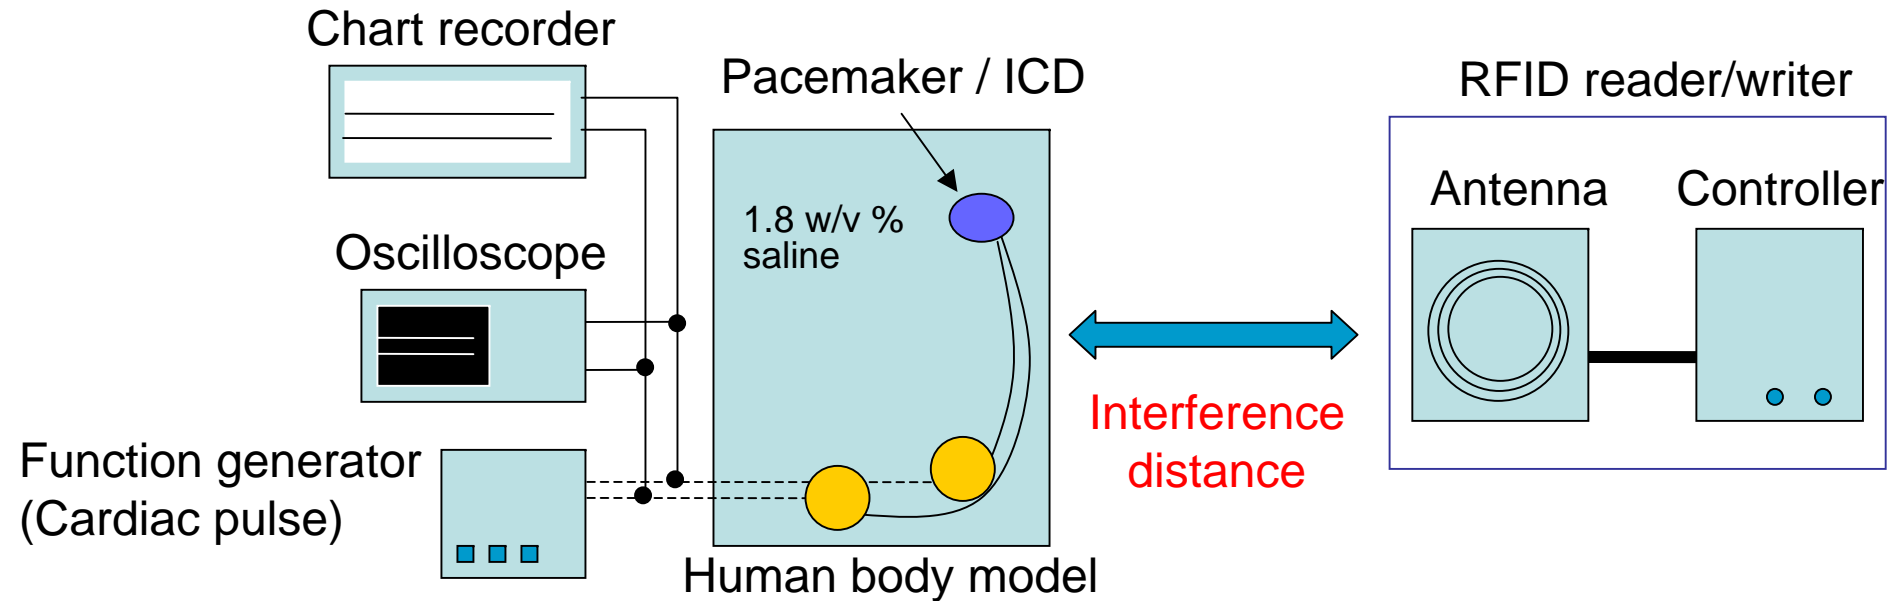 Chart recorder
Pacemaker / ICD
RFID reader/writer
Antenna
Controller
1.8 w/v %
saline
Oscilloscope
Interference
distance
Function generator
(Cardiac pulse)
Human body model